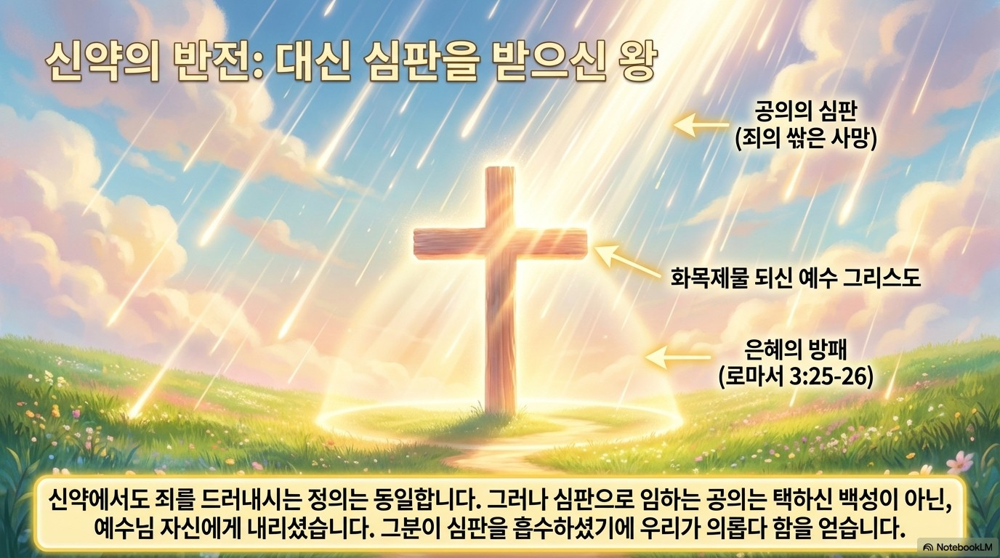 신약의 반전: 대신 심판을 받으신 왕
공의의 심판
(죄의 싻은 사망)
화목제물 되신 예수 그리스도
은혜의 방패
(로마서 3:25-26)
신약에서도 죄를 드러내시는 정의는 동일합니다. 그러나 심판으로 임하는 공의는 택하신 백성이 아닌,
예수님 자신에게 내리셨습니다. 그분이 심판을 흡수하셨기에 우리가 의롭다 함을 얻습니다.
NotebookLM